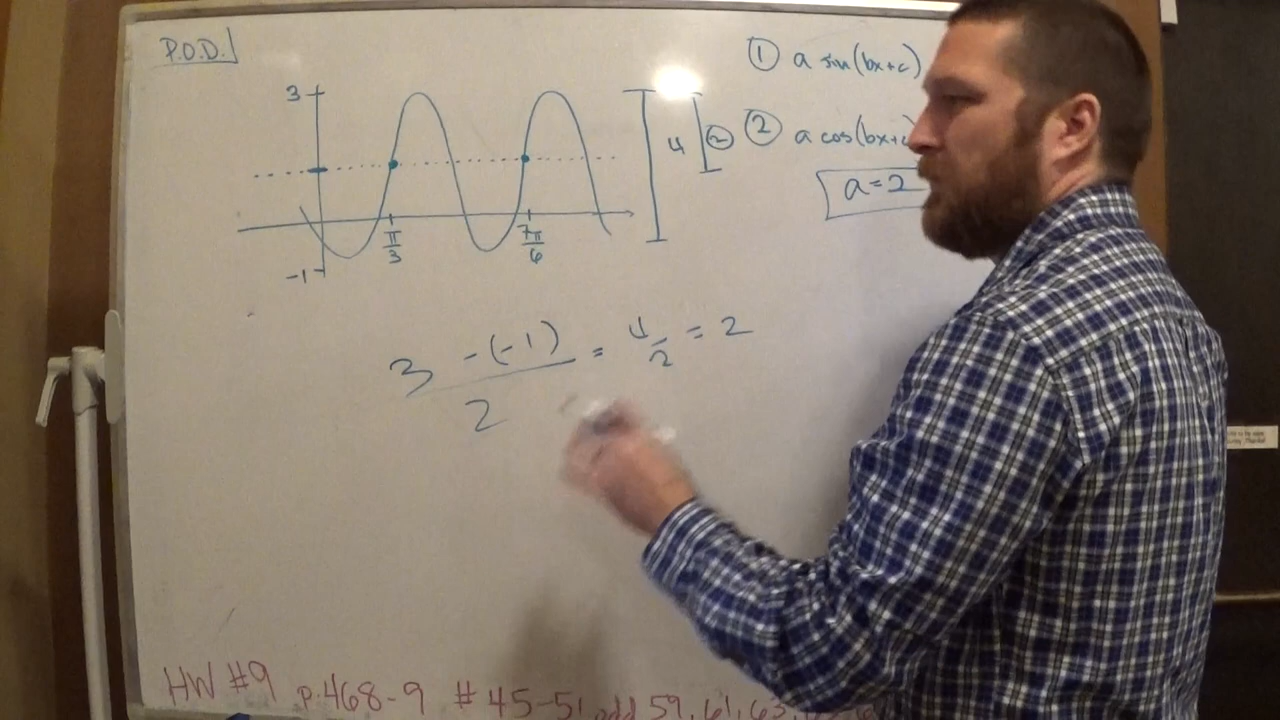 P.O.D.
① a sin(bx+c)
② a cos(bx+c
a=2
3
4
②
π/3
7π/6
-1
3 -(-1) / 2 = 4/2 = 2
HW #9 p.468-9 # 45-51 odd 59, 61, 63,